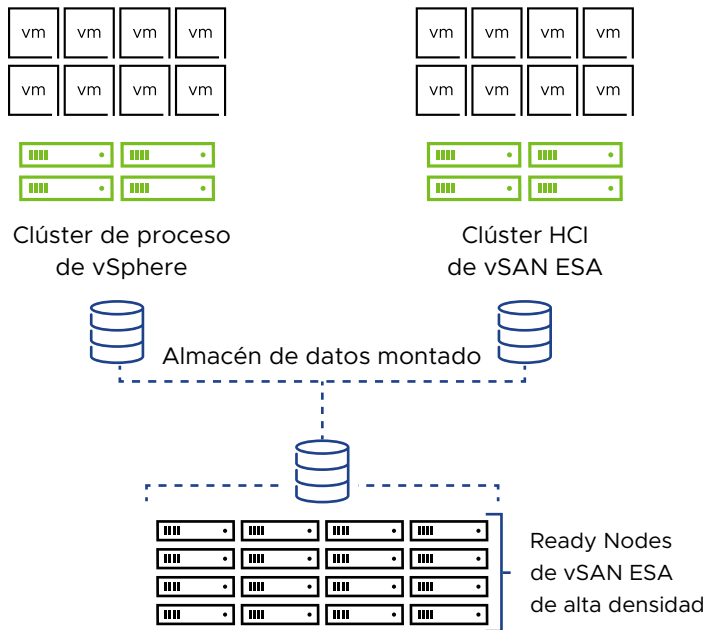 vm vm vm vm vm vm vm vm
vm vm vm vm vm vm vm vm
Clúster de proceso
de vSphere
Clúster HCI
de vSAN ESA
Almacén de datos montado
Ready Nodes
de vSAN ESA
de alta densidad